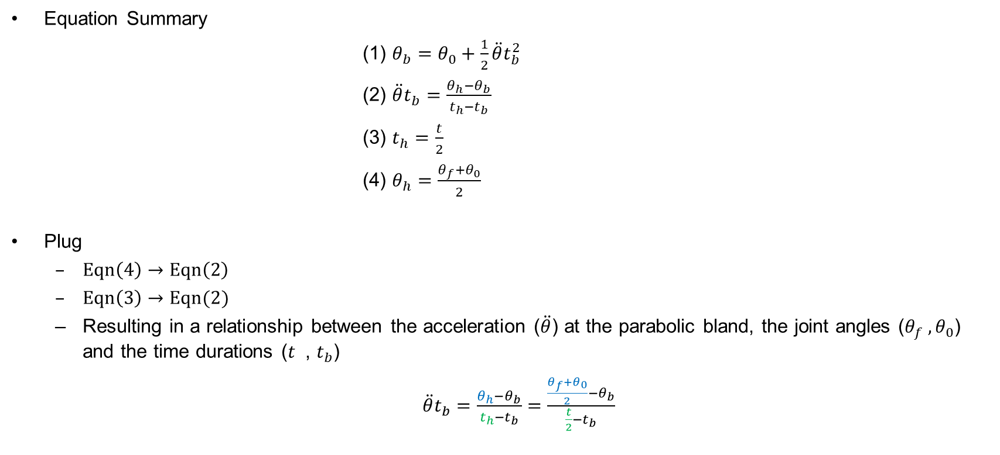 • Equation Summary
(1) θ_b = θ_0 + 1/2 θ̈t_b^2
(2) θ̈t_b = (θ_h−θ_b)/(t_h−t_b)
(3) t_h = t/2
(4) θ_h = (θ_f+θ_0)/2
• Plug
– Eqn(4) → Eqn(2)
– Eqn(3) → Eqn(2)
– Resulting in a relationship between the acceleration (θ̈) at the parabolic bland, the joint angles (θ_f ,θ_0)
and the time durations (t , t_b)
θ̈t_b = (θ_h−θ_b)/(t_h−t_b) = ((θ_f+θ_0)/2−θ_b)/(t/2−t_b)